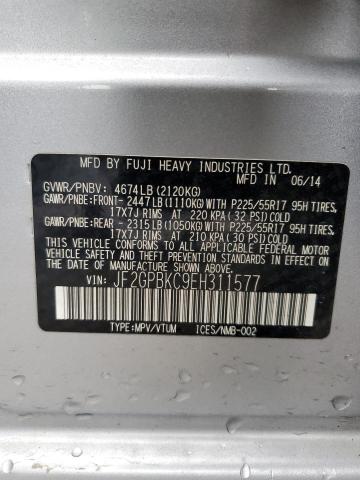 MFD BY FUJI HEAVY INDUSTRIES LTD.
MFD IN 06/14
GVWR/PNBV: 4674LB(2120KG)
GAWR/PNBE:FRONT-2447LB(1110KG)WITH P225/55R17 95H TIRES,
17X7J RIMS AT 220 KPA(32 PSI)COLD
GAWR/PNBE:REAR - 2315LB(1050KG)WITH P225/55R17 95H TIRES,
17X7J RIMS AT 210 KPA(30 PSI)COLD
THIS VEHICLE CONFORMS TO ALL APPLICABLE FEDERAL MOTOR
VEHICLE SAFETY AND THEFT PREVENTION STANDARDS IN EFFECT
ON THE DATE OF MANUFACTURE SHOWN ABOVE.
VIN: JF2GPBKC9EH311577
TYPE:MPV/VTUM ICES/NMB-002